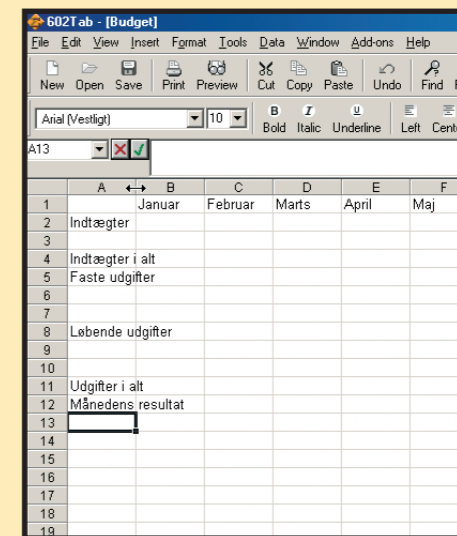 602Tab - [Budget]
File Edit View Insert Format Tools Data Window Add-ons Help
New Open Save Print Preview Cut Copy Paste Undo Find
Arial (Vestligt) 10 Bold Italic Underline Left Cent
A13
A B C D E F
1 Januar Februar Marts April Maj
2 Indtægter
3
4 Indtægter i alt
5 Faste udgifter
6
7
8 Løbende udgifter
9
10
11 Udgifter i alt
12 Månedens resultat
13
14
15
16
17
18
19